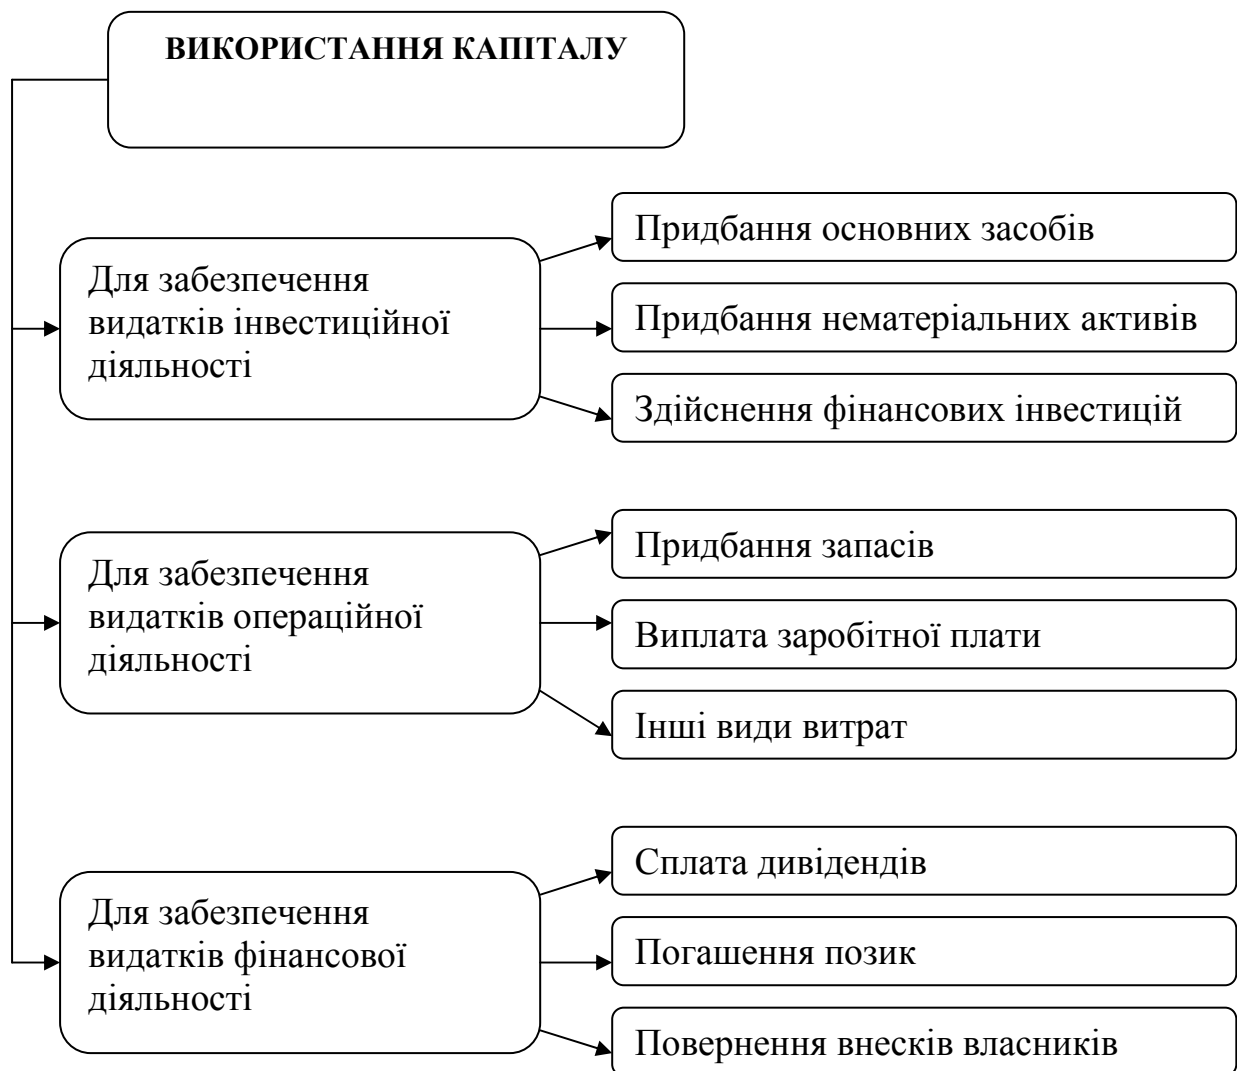 ВИКОРИСТАННЯ КАПІТАЛУ
Для забезпечення
видатків інвестиційної
діяльності
Придбання основних засобів
Придбання нематеріальних активів
Здійснення фінансових інвестицій
Для забезпечення
видатків операційної
діяльності
Придбання запасів
Виплата заробітної плати
Інші види витрат
Для забезпечення
видатків фінансової
діяльності
Сплата дивідендів
Погашення позик
Повернення внесків власників